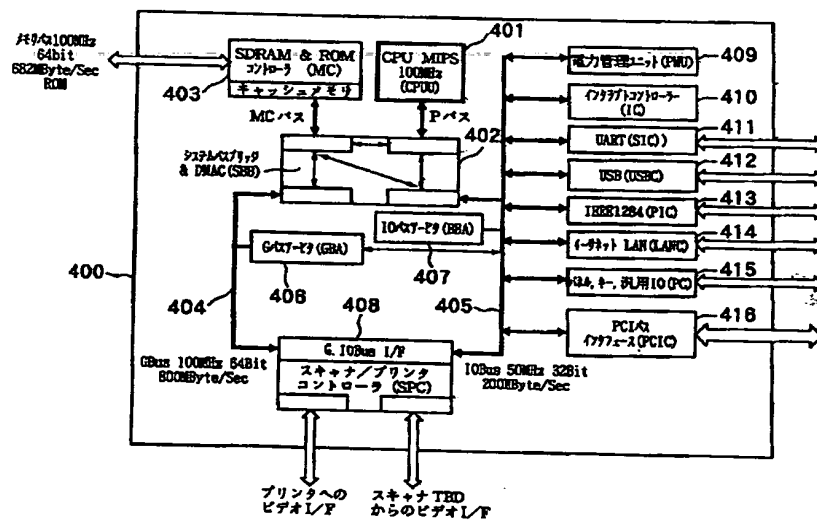 メモリバス100MHz
64bit
682MByte/Sec
ROM
403
SDRAM & ROM
コントローラ (MC)
キャッシュメモリ
401
CPU MIPS
100MHz
(CPUU)
MCバス
Pバス
402
システムバスブリッジ
& DMAC(SBB)
IOバスアービタ(BBA)
407
Gバスアービタ(GBA)
406
400
404
405
408
G. IOBus I/F
スキャナ/プリンタ
コントローラ (SPC)
GBus 100MHz 64Bit
800MByte/Sec
IOBus 50MHz 32Bit
200MByte/Sec
プリンタへの
ビデオI/F
スキャナTBD
からのビデオI/F
電力管理ユニット(PMU)
409
インタラプトコントローラー
(IC)
410
UART(SIC))
411
USB(USBC)
412
IEEE1284(PIC)
413
イーサネット LAN(LANC)
414
パネル, キー, 汎用IO(PC)
415
PCIバス
インタフェース(PCIC)
416